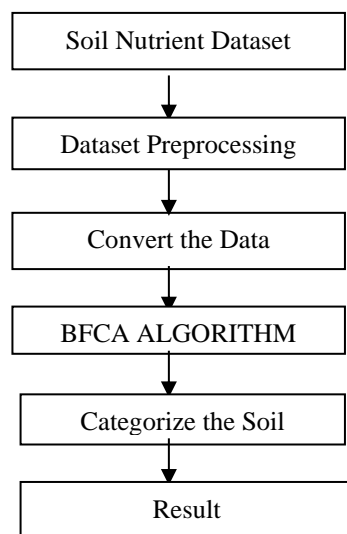 Soil Nutrient Dataset
Dataset Preprocessing
Convert the Data
BFCA ALGORITHM
Categorize the Soil
Result